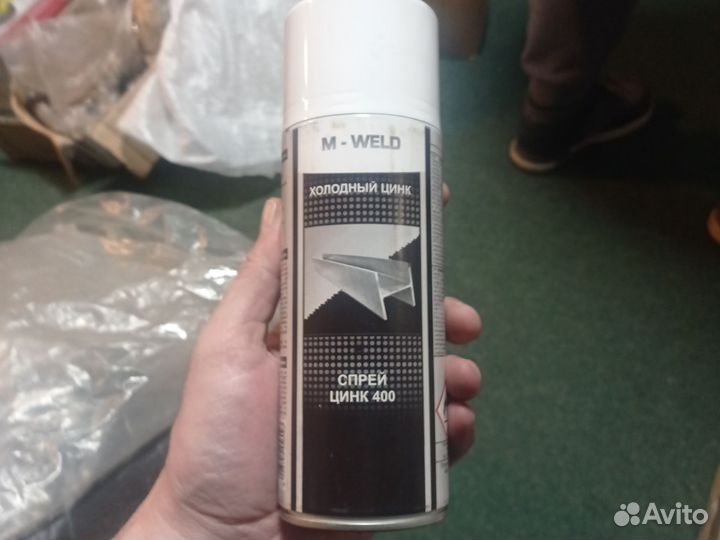 M - WELD
ХОЛОДНЫЙ ЦИНК
СПРЕЙ
ЦИНК 400
Avito